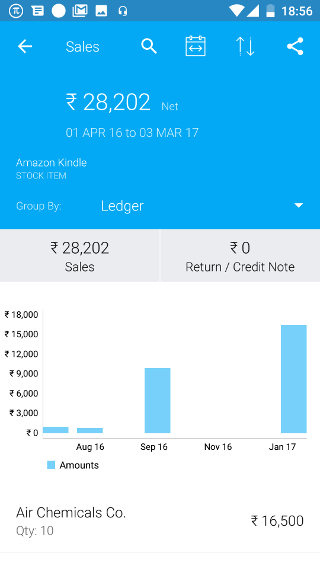 18:56
Sales
₹ 28,202 Net
01 APR 16 to 03 MAR 17
Amazon Kindle
STOCK ITEM
Group By: Ledger
₹ 28,202
Sales
₹ 0
Return / Credit Note
₹ 18,000
₹ 15,000
₹ 12,000
₹ 9,000
₹ 6,000
₹ 3,000
₹ 0
Aug 16 Sep 16 Nov 16 Jan 17
Amounts
Air Chemicals Co. ₹ 16,500
Qty: 10